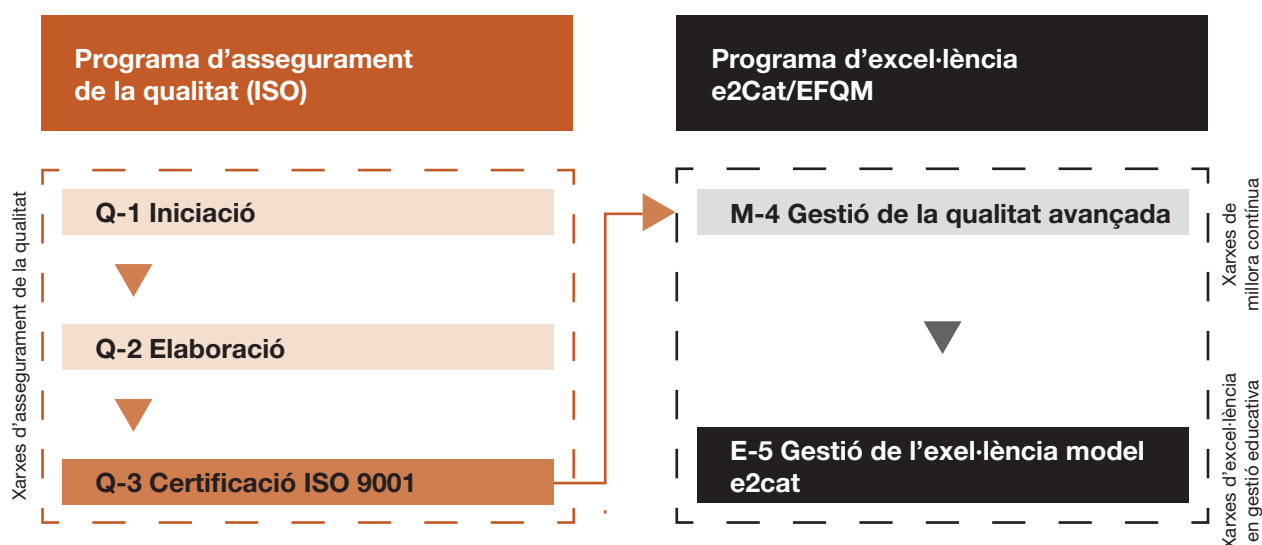 Programa d’assegurament
de la qualitat (ISO)
Xarxes d’assegurament de la qualitat
Q-1 Iniciació
Q-2 Elaboració
Q-3 Certificació ISO 9001
Programa d’excel·lència
e2Cat/EFQM
M-4 Gestió de la qualitat avançada
E-5 Gestió de l’exel·lència model
e2cat
Xarxes de
millora contínua
Xarxes d’excel·lència
en gestió educativa